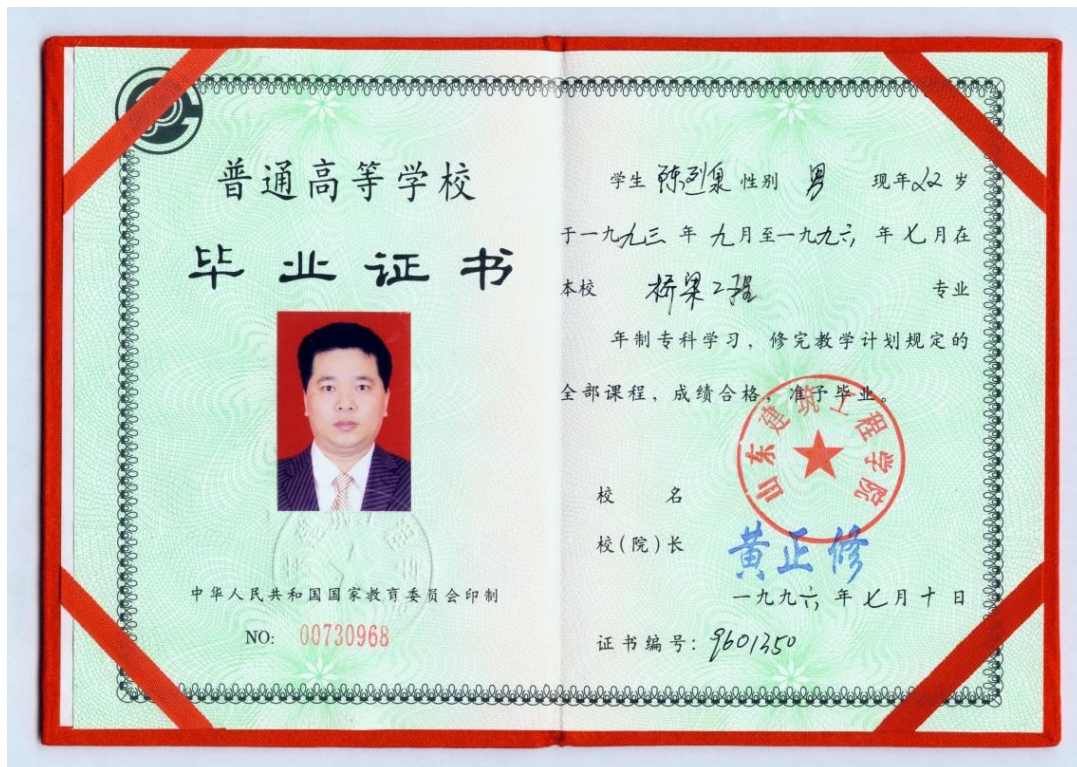 普通高等学校
毕业证书
中华人民共和国国家教育委员会印制
NO: 00730968
学生 陈烈泉 性别 男 现年22岁
于一九九三年九月至一九九六年七月在
本校 桥梁工程 专业
年制专科学习，修完教学计划规定的
全部课程，成绩合格，准予毕业。
山东建筑工程学院
校名
校(院)长 黄正修
一九九六年七月十日
证书编号: 9601350